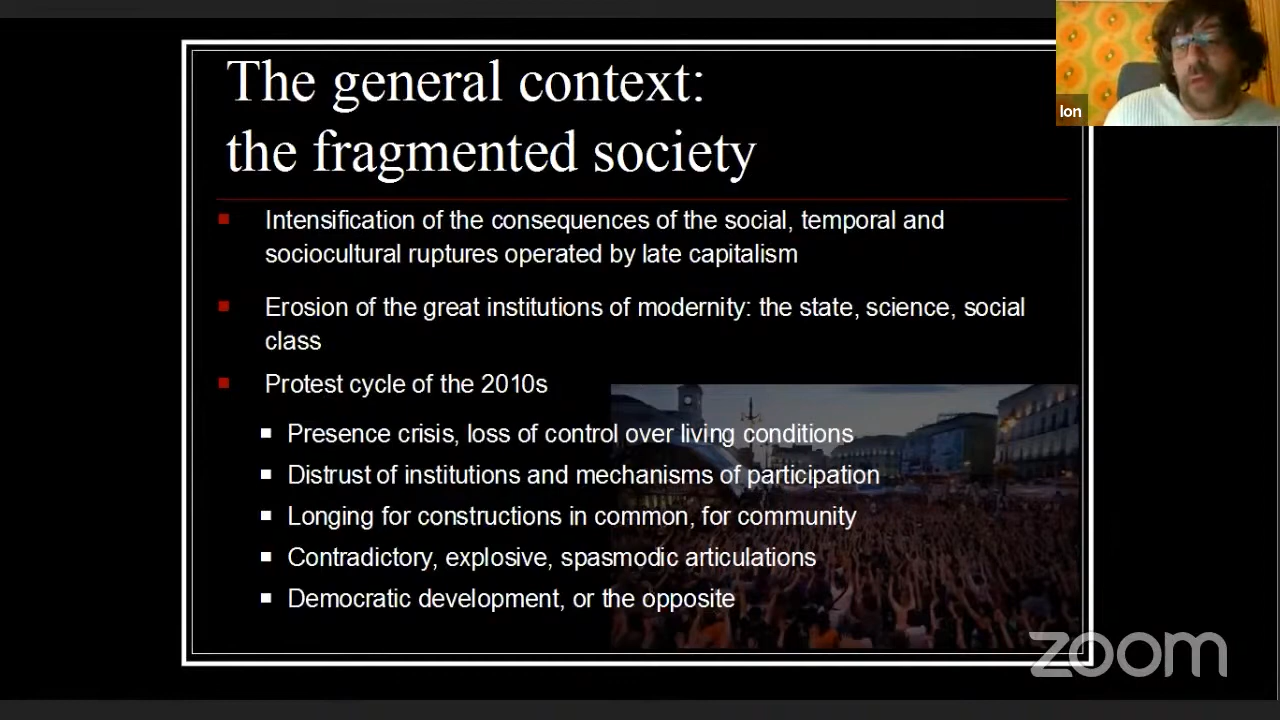 The general context:
the fragmented society
Intensification of the consequences of the social, temporal and
sociocultural ruptures operated by late capitalism
Erosion of the great institutions of modernity: the state, science, social
class
Protest cycle of the 2010s
Presence crisis, loss of control over living conditions
Distrust of institutions and mechanisms of participation
Longing for constructions in common, for community
Contradictory, explosive, spasmodic articulations
Democratic development, or the opposite
Ion
zoom